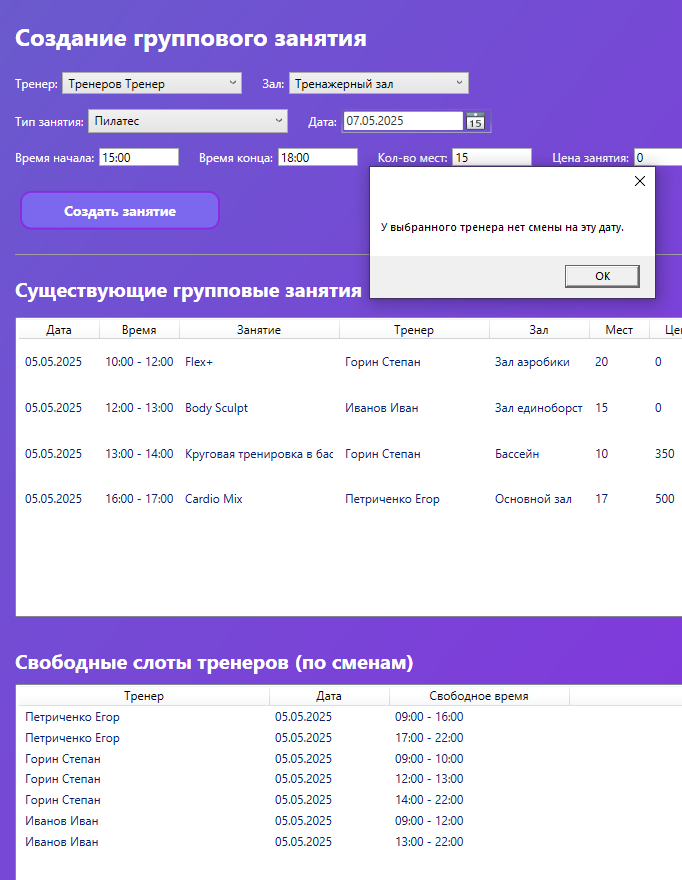 Создание группового занятия
Тренер: Тренеров Тренер Зал: Тренажерный зал
Тип занятия: Пилатес Дата: 07.05.2025 15
Время начала: 15:00 Время конца: 18:00 Кол-во мест: 15 Цена занятия: 0
Создать занятие
У выбранного тренера нет смены на эту дату.
OK
Существующие групповые занятия
Дата Время Занятие Тренер Зал Мест Цен
05.05.2025 10:00 - 12:00 Flex+ Горин Степан Зал аэробики 20 0
05.05.2025 12:00 - 13:00 Body Sculpt Иванов Иван Зал единоборст 15 0
05.05.2025 13:00 - 14:00 Круговая тренировка в бас Горин Степан Бассейн 10 350
05.05.2025 16:00 - 17:00 Cardio Mix Петриченко Егор Основной зал 17 500
Свободные слоты тренеров (по сменам)
Тренер Дата Свободное время
Петриченко Егор 05.05.2025 09:00 - 16:00
Петриченко Егор 05.05.2025 17:00 - 22:00
Горин Степан 05.05.2025 09:00 - 10:00
Горин Степан 05.05.2025 12:00 - 13:00
Горин Степан 05.05.2025 14:00 - 22:00
Иванов Иван 05.05.2025 09:00 - 12:00
Иванов Иван 05.05.2025 13:00 - 22:00